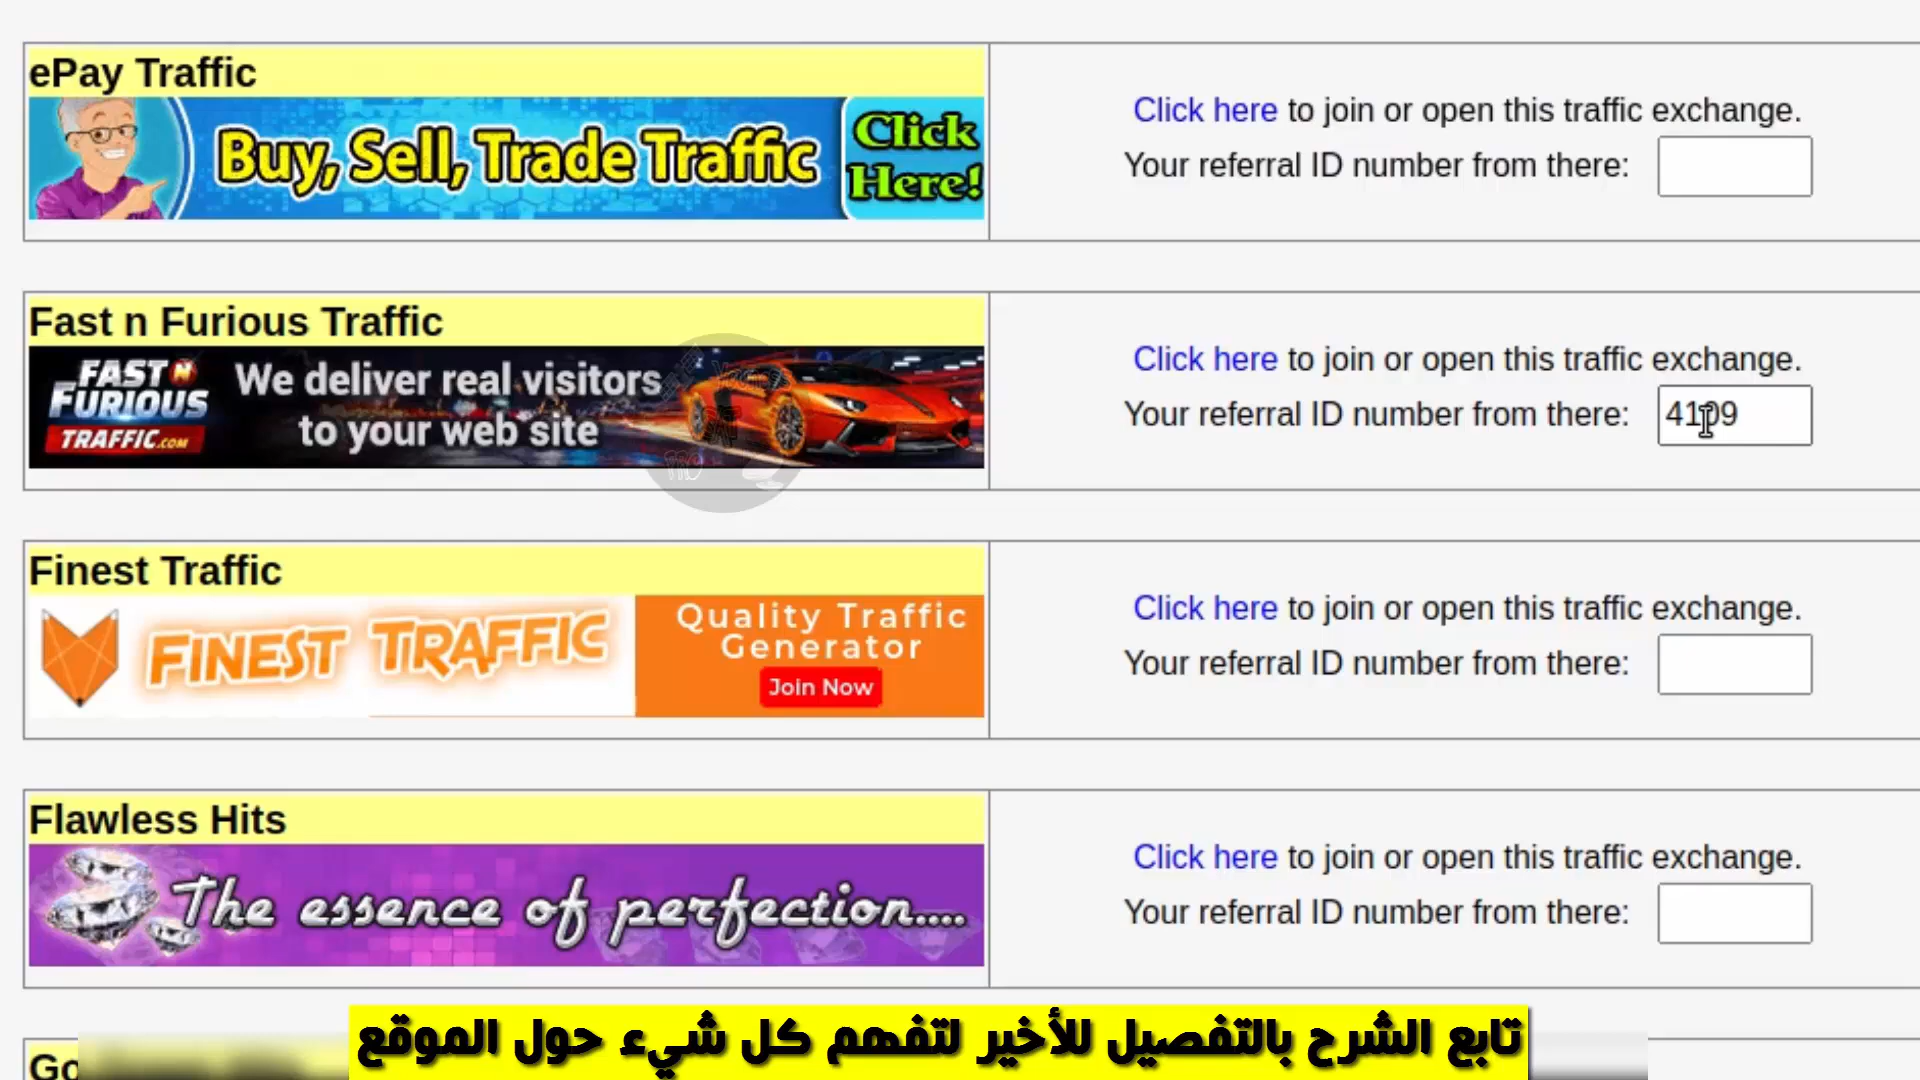 ePay Traffic
Buy, Sell, Trade Traffic
Click
Here!
Click here to join or open this traffic exchange.
Your referral ID number from there:
Fast n Furious Traffic
FAST N
FURIOUS
TRAFFIC.COM
We deliver real visitors
to your web site
Click here to join or open this traffic exchange.
Your referral ID number from there: 4109
Finest Traffic
FINEST TRAFFIC
Quality Traffic
Generator
Join Now
Click here to join or open this traffic exchange.
Your referral ID number from there:
Flawless Hits
The essence of perfection....
Click here to join or open this traffic exchange.
Your referral ID number from there:
تابع الشرح بالتفصيل للأخير لتفهم كل شيء حول الموقع